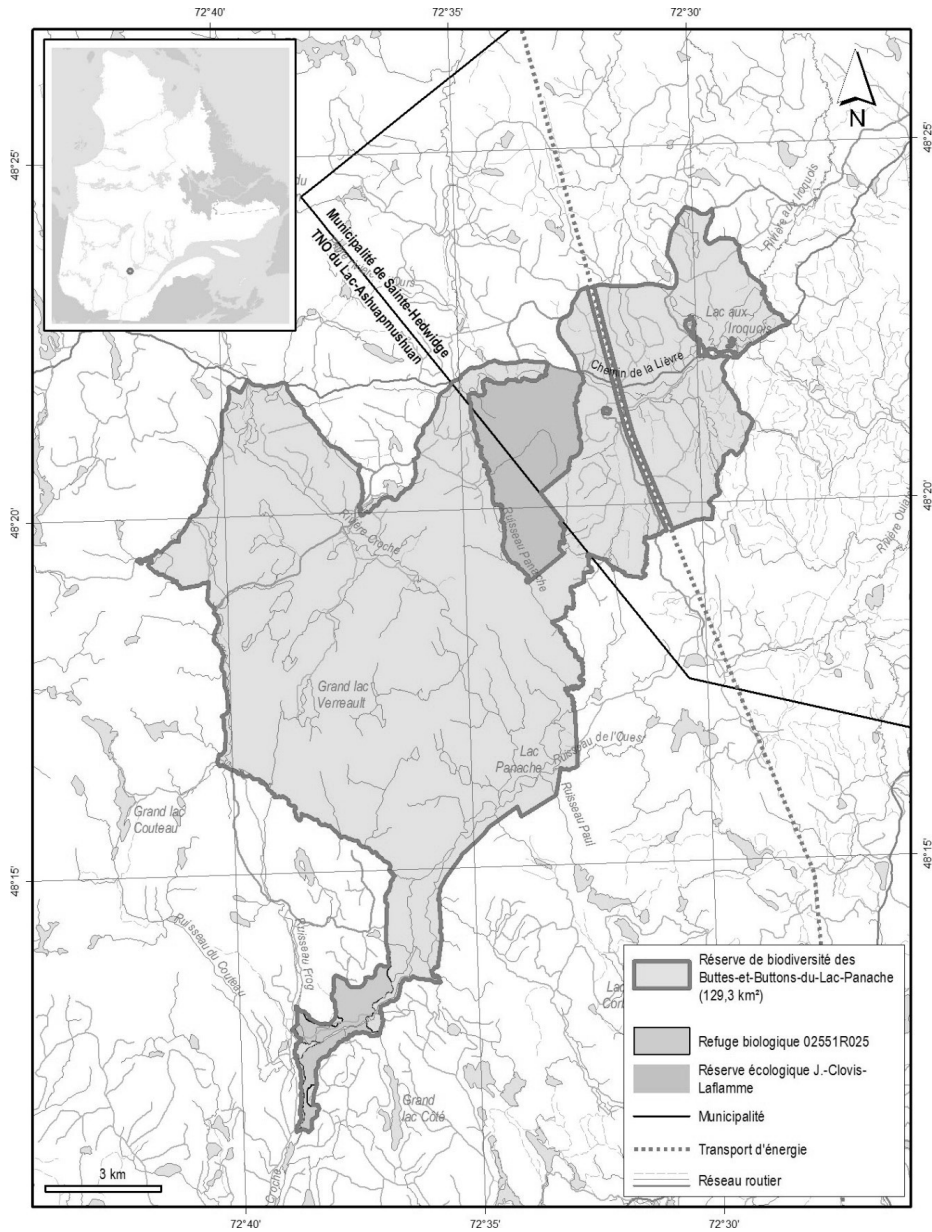 72°40'
72°35'
72°30'
N
48°25'
48°25'
du
Municipalité de Sainte-Hedwidge
TNO du Lac-Ashuapmushuan
Ours
Rivière aux Iroquois
Lac aux
Iroquois
Chemin de la Lièvre
48°20'
48°20'
Rivière Croche
Ruisseau Panache
Grand lac
Verreault
Lac
Panache
Ruisseau de l'Ouest
Ruisseau Paul
Grand lac
Couteau
48°15'
48°15'
Ruisseau du Couteau
Ruisseau Frog
Grand
lac Côté
Croche
3 km
Réserve de biodiversité des
Buttes-et-Buttons-du-Lac-Panache
(129,3 km²)
Refuge biologique 02551R025
Réserve écologique J.-Clovis-
Laflamme
Municipalité
Transport d'énergie
Réseau routier
72°40'
72°35'
72°30'